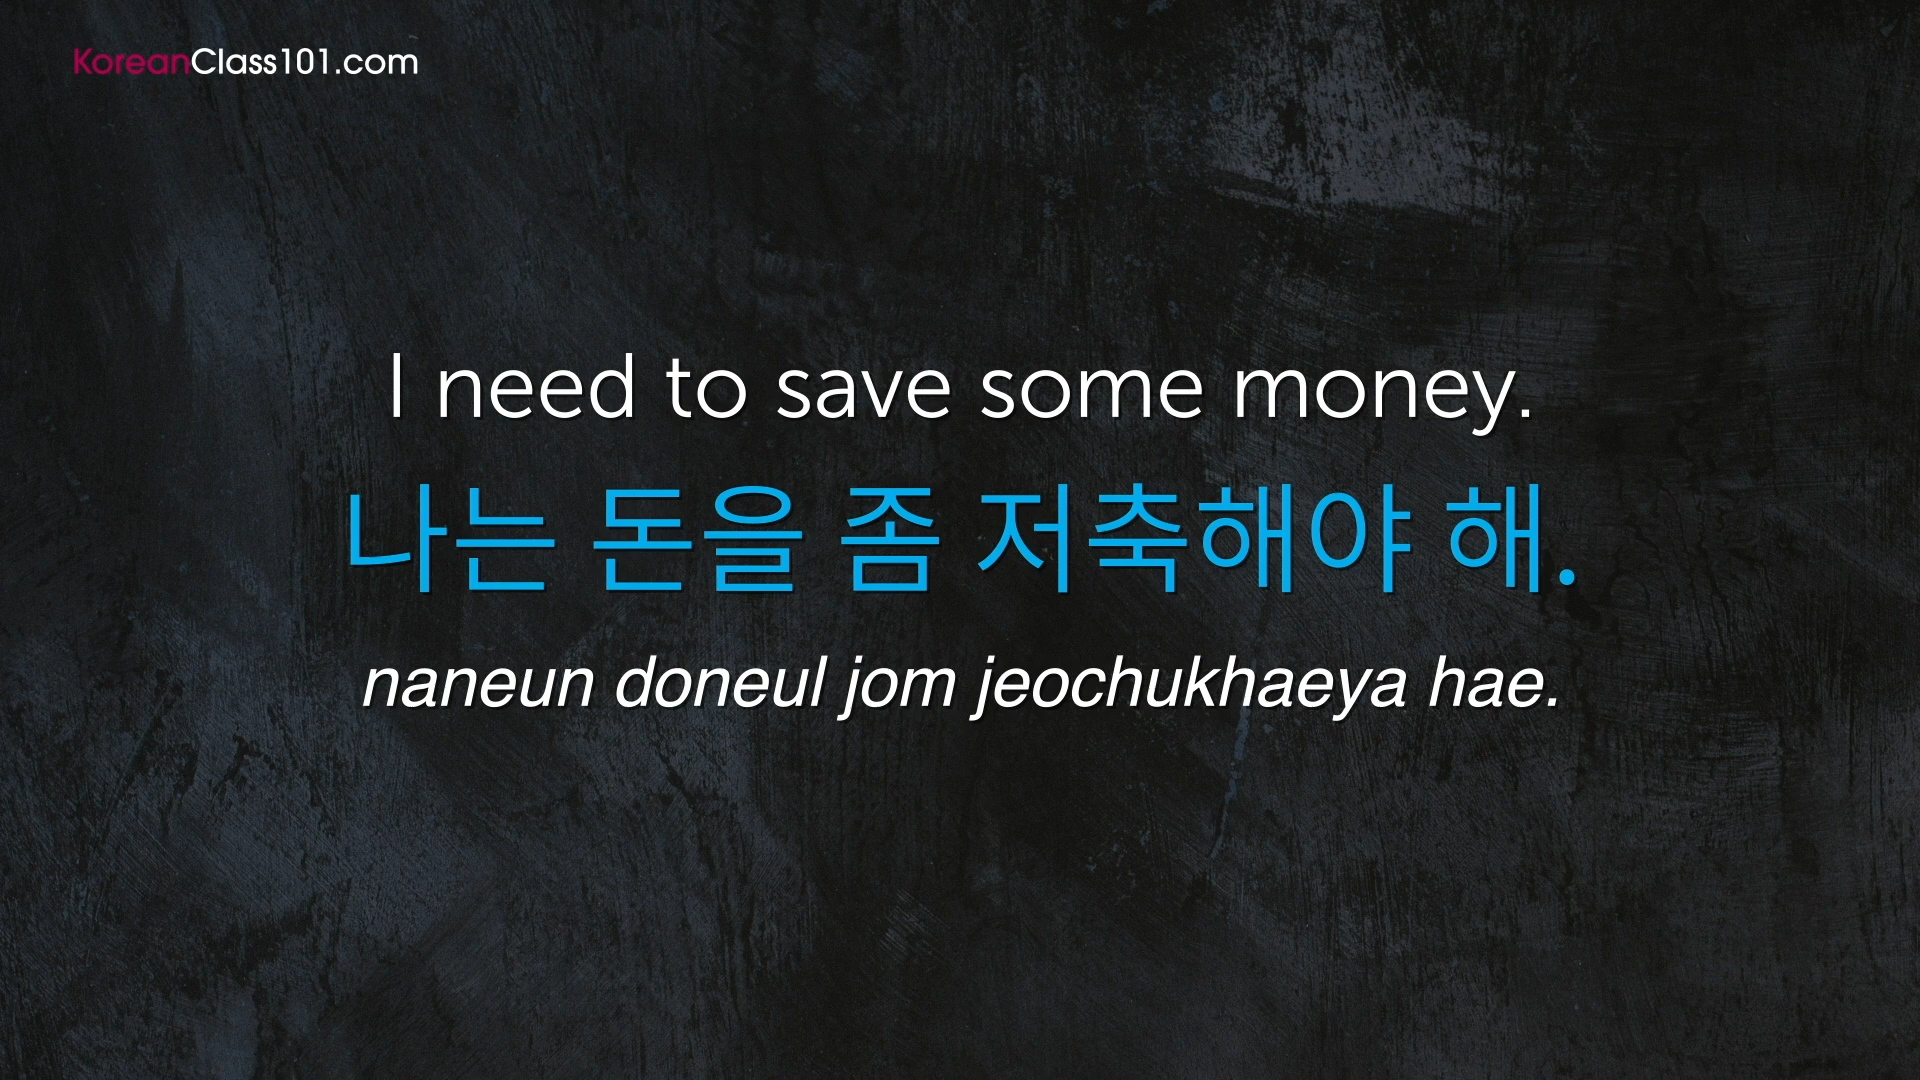 KoreanClass101.com
I need to save some money.
나는 돈을 좀 저축해야 해.
naneun doneul jom jeochukhaeya hae.